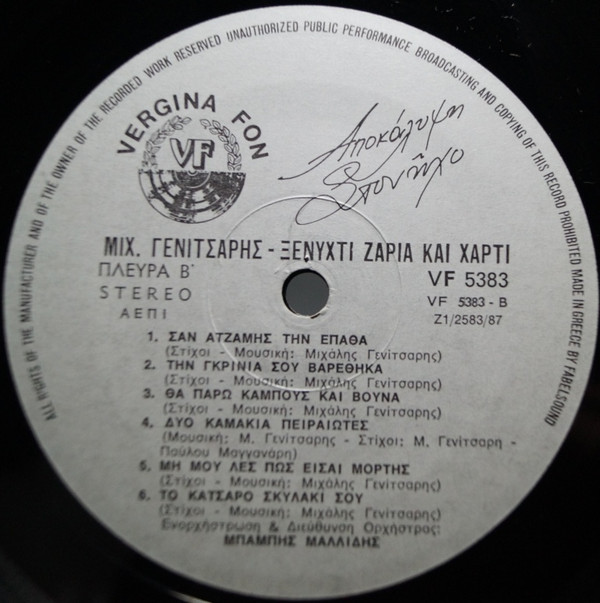 ALL RIGHTS OF THE MANUFACTURER AND OF THE OWNER OF THE RECORDED WORK RESERVED UNAUTHORIZED PUBLIC PERFORMANCE BROADCASTING AND COPYING OF THIS RECORD PROHIBITED MADE IN GREECE BY FABELSOUND
VERGINA FON
VF
Αποκάλυψη
Στον ήχο
ΜΙΧ. ΓΕΝΙΤΣΑΡΗΣ - ΞΕΝΥΧΤΙ ΖΑΡΙΑ ΚΑΙ ΧΑΡΤΙ
ΠΛΕΥΡΑ Β'
VF 5383
STEREO
VF 5383 - B
ΑΕΠΙ
Z1/2583/87
1. ΣΑΝ ΑΤΖΑΜΗΣ ΤΗΝ ΕΠΑΘΑ
(Στίχοι - Μουσική: Μιχάλης Γενίτσαρης)
2. ΤΗΝ ΓΚΡΙΝΙΑ ΣΟΥ ΒΑΡΕΘΗΚΑ
(Στίχοι - Μουσική: Μιχάλης Γενίτσαρης)
3. ΘΑ ΠΑΡΩ ΚΑΜΠΟΥΣ ΚΑΙ ΒΟΥΝΑ
(Στίχοι - Μουσική: Μιχάλης Γενίτσαρης)
4. ΔΥΟ ΚΑΜΑΚΙΑ ΠΕΙΡΑΙΩΤΕΣ
(Μουσική: Μ. Γενίτσαρης - Στίχοι: Μ. Γενίτσαρη -
Παύλου Μαγγανάρη)
5. ΜΗ ΜΟΥ ΛΕΣ ΠΩΣ ΕΙΣΑΙ ΜΟΡΤΗΣ
(Στίχοι - Μουσική: Μιχάλης Γενίτσαρης)
6. ΤΟ ΚΑΤΣΑΡΟ ΣΚΥΛΑΚΙ ΣΟΥ
(Στίχοι - Μουσική: Μιχάλης Γενίτσαρης)
Ενορχήστρωση & Διεύθυνση Ορχήστρας:
ΜΠΑΜΠΗΣ ΜΑΛΛΙΔΗΣ